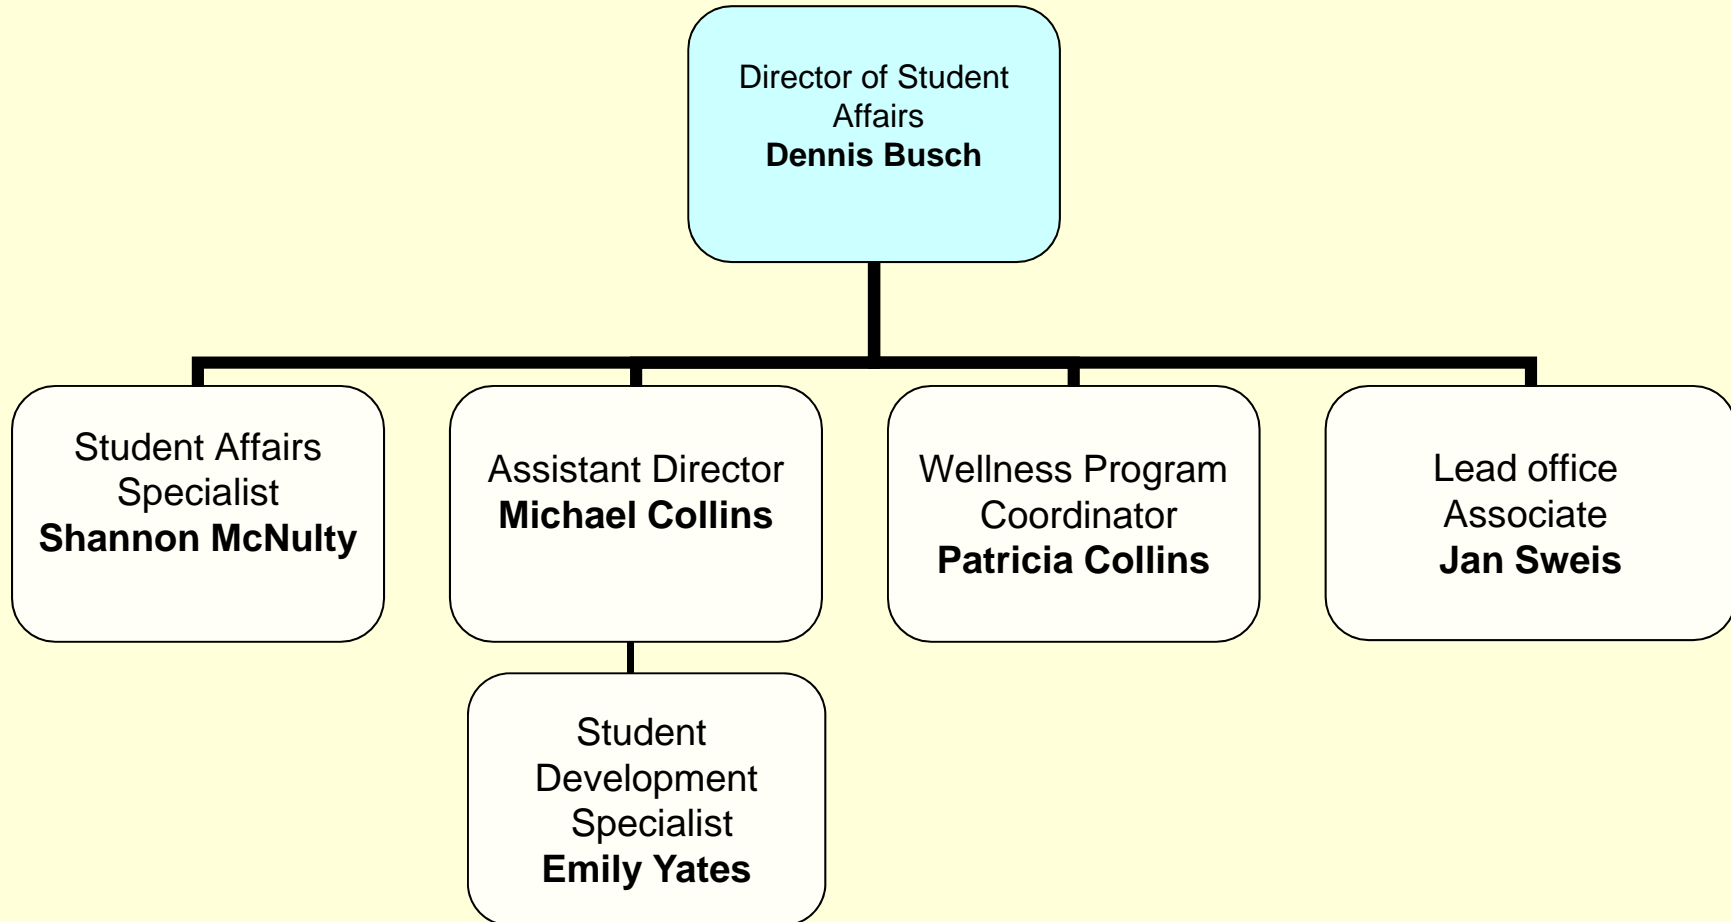 Director of Student
Affairs
Dennis Busch
Student Affairs
Specialist
Shannon McNulty
Assistant Director
Michael Collins
Wellness Program
Coordinator
Patricia Collins
Lead office
Associate
Jan Sweis
Student
Development
Specialist
Emily Yates